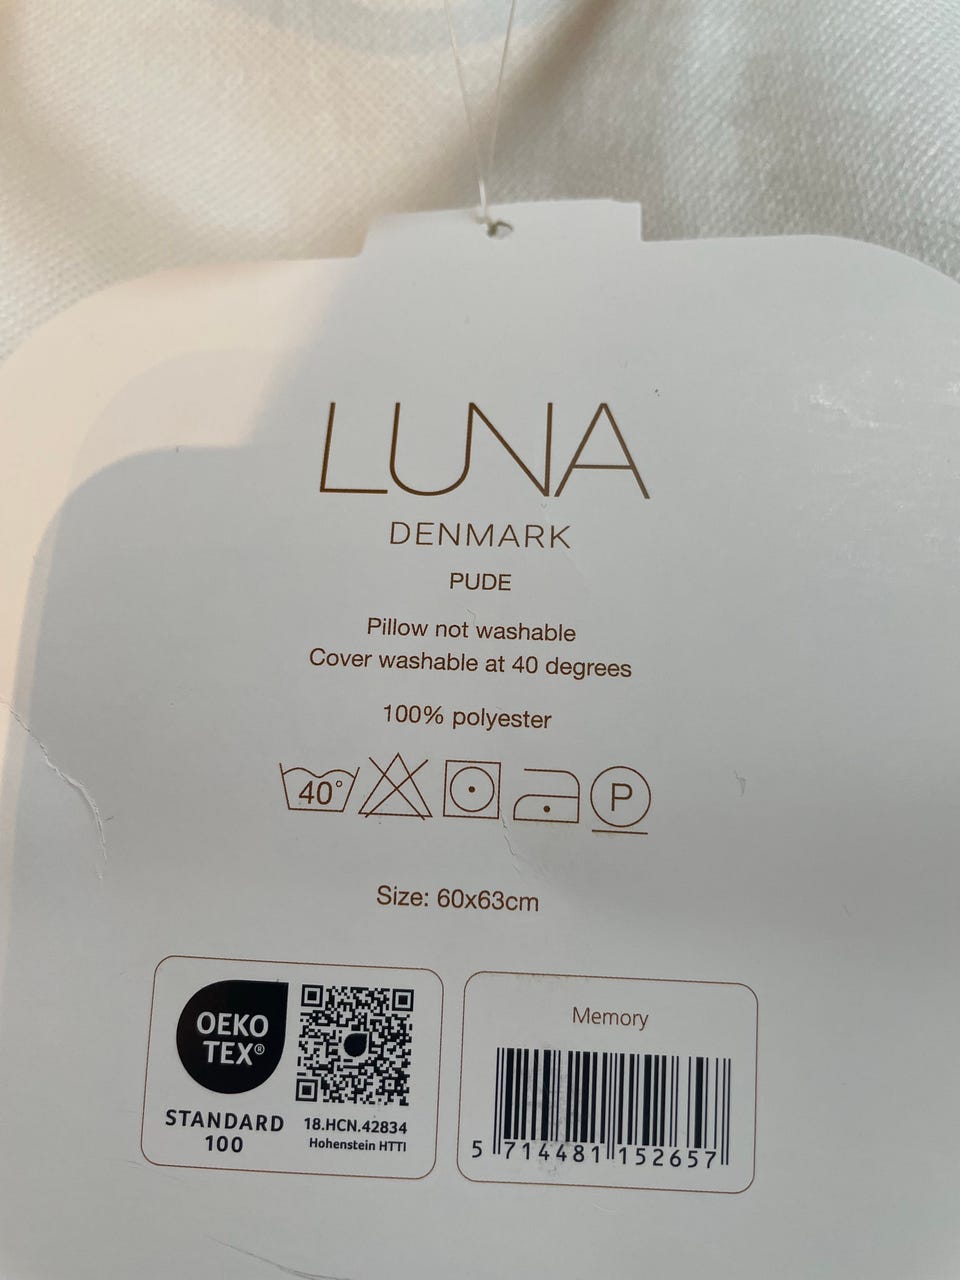 LUNA
DENMARK
PUDE
Pillow not washable
Cover washable at 40 degrees
100% polyester
40° P
Size: 60x63cm
OEKO
TEX®
STANDARD
100
18.HCN.42834
Hohenstein HTTI
Memory
5 714481 152657